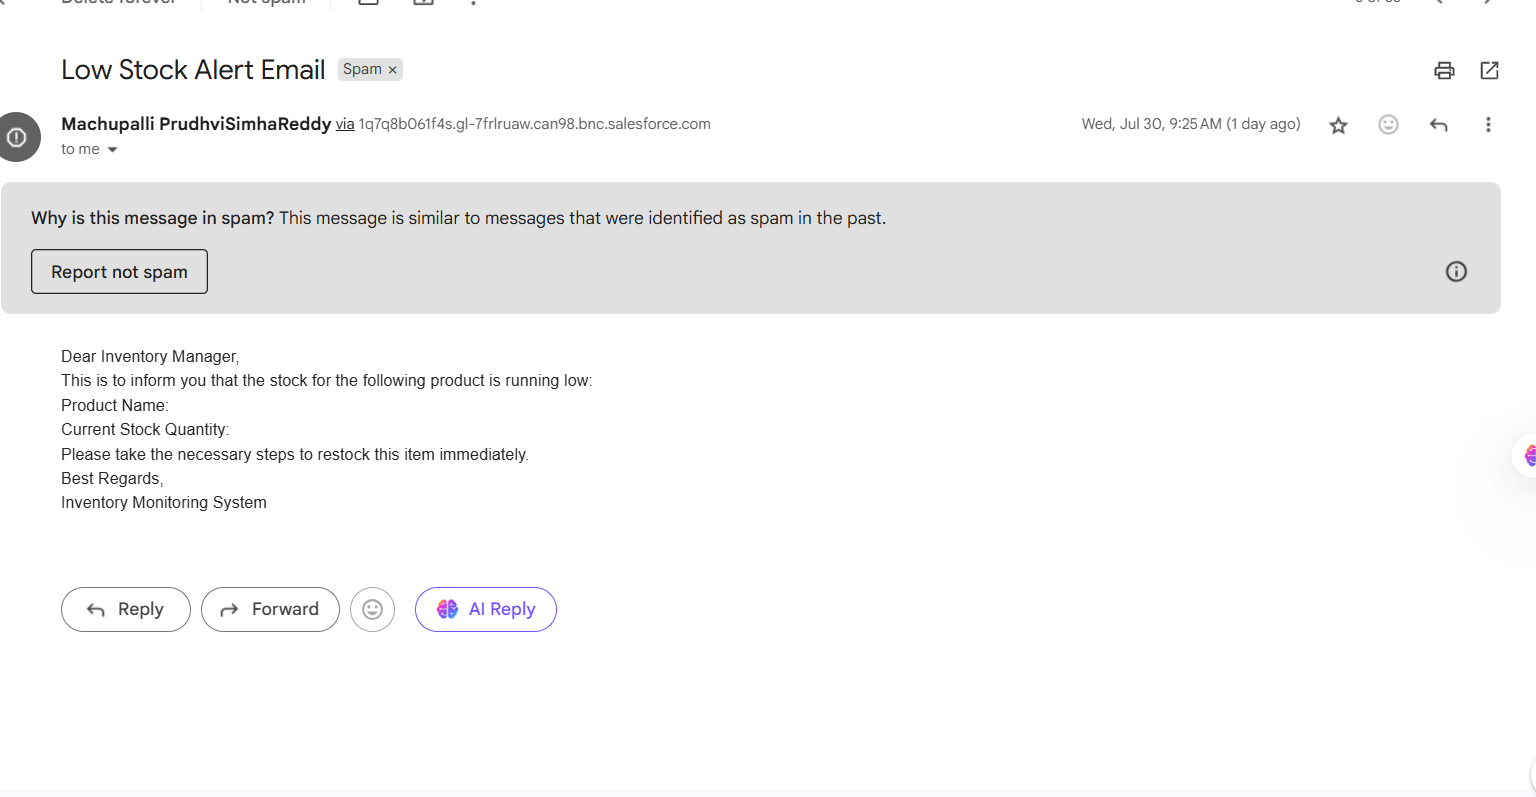 Low Stock Alert Email Spam ×
Machupalli PrudhviSimhaReddy via 1q7q8b061f4s.gl-7frlruaw.can98.bnc.salesforce.com Wed, Jul 30, 9:25 AM (1 day ago)
to me
Why is this message in spam? This message is similar to messages that were identified as spam in the past.
Report not spam
Dear Inventory Manager,
This is to inform you that the stock for the following product is running low:
Product Name:
Current Stock Quantity:
Please take the necessary steps to restock this item immediately.
Best Regards,
Inventory Monitoring System
Reply Forward AI Reply